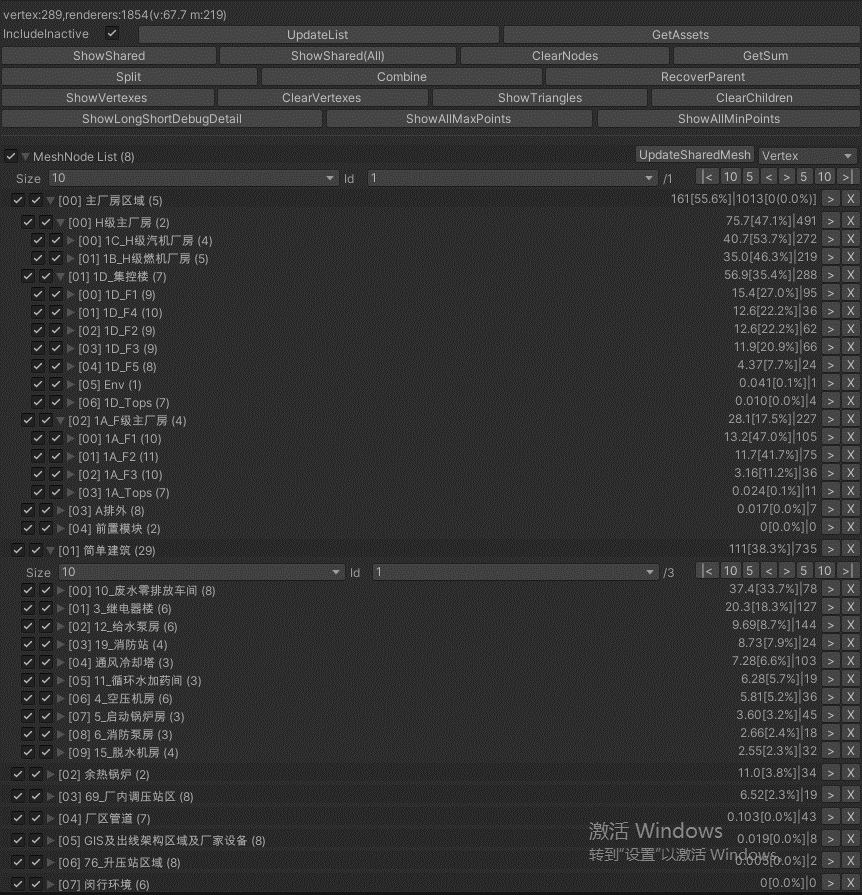 vertex:289,renderers:1854(v:67.7 m:219)
IncludeInactive UpdateList GetAssets
ShowShared ShowShared(All) ClearNodes GetSum
Split Combine RecoverParent
ShowVertexes ClearVertexes ShowTriangles ClearChildren
ShowLongShortDebugDetail ShowAllMaxPoints ShowAllMinPoints
MeshNode List (8) UpdateSharedMesh Vertex
Size 10 Id 1 /1 |< 10 5 < > 5 10 >|
[00] 主厂房区域 (5) 161[55.6%]|1013[0(0.0%)] > X
[00] H级主厂房 (2) 75.7[47.1%]|491 > X
[00] 1C_H级汽机厂房 (4) 40.7[53.7%]|272 > X
[01] 1B_H级燃机厂房 (5) 35.0[46.3%]|219 > X
[01] 1D_集控楼 (7) 56.9[35.4%]|288 > X
[00] 1D_F1 (9) 15.4[27.0%]|95 > X
[01] 1D_F4 (10) 12.6[22.2%]|36 > X
[02] 1D_F2 (9) 12.6[22.2%]|62 > X
[03] 1D_F3 (9) 11.9[20.9%]|66 > X
[04] 1D_F5 (8) 4.37[7.7%]|24 > X
[05] Env (1) 0.041[0.1%]|1 > X
[06] 1D_Tops (7) 0.010[0.0%]|4 > X
[02] 1A_F级主厂房 (4) 28.1[17.5%]|227 > X
[00] 1A_F1 (10) 13.2[47.0%]|105 > X
[01] 1A_F2 (11) 11.7[41.7%]|75 > X
[02] 1A_F3 (10) 3.16[11.2%]|36 > X
[03] 1A_Tops (7) 0.024[0.1%]|11 > X
[03] A排外 (8) 0.017[0.0%]|7 > X
[04] 前置模块 (2) 0[0.0%]|0 > X
[01] 简单建筑 (29) 111[38.3%]|735 > X
Size 10 Id 1 /3 |< 10 5 < > 5 10 >|
[00] 10_废水零排放车间 (8) 37.4[33.7%]|78 > X
[01] 3_继电器楼 (6) 20.3[18.3%]|127 > X
[02] 12_给水泵房 (6) 9.69[8.7%]|144 > X
[03] 19_消防站 (4) 8.73[7.9%]|24 > X
[04] 通风冷却塔 (3) 7.28[6.6%]|103 > X
[05] 11_循环水加药间 (3) 6.28[5.7%]|19 > X
[06] 4_空压机房 (6) 5.81[5.2%]|36 > X
[07] 5_启动锅炉房 (3) 3.60[3.2%]|45 > X
[08] 6_消防泵房 (3) 2.66[2.4%]|18 > X
[09] 15_脱水机房 (4) 2.55[2.3%]|32 > X
[02] 余热锅炉 (2) 11.0[3.8%]|34 > X
[03] 69_厂内调压站区 (8) 6.52[2.3%]|19 > X
[04] 厂区管道 (7) 0.103[0.0%]|43 > X
[05] GIS及出线架构区域及厂家设备 (8) 0.019[0.0%]|8 > X
[06] 76_升压站区域 (8) 0.005[0.0%]|2 > X
[07] 闵行环境 (6) 0[0.0%]|0 > X
激活 Windows
转到“设置”以激活 Windows。